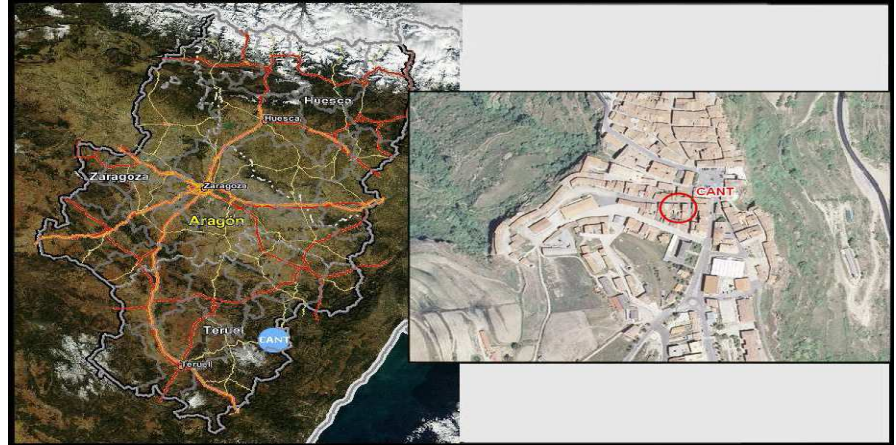 Huesca
Huesca
Zaragoza
Zaragoza
Aragón
Teruel
CANT
Teruel
CANT